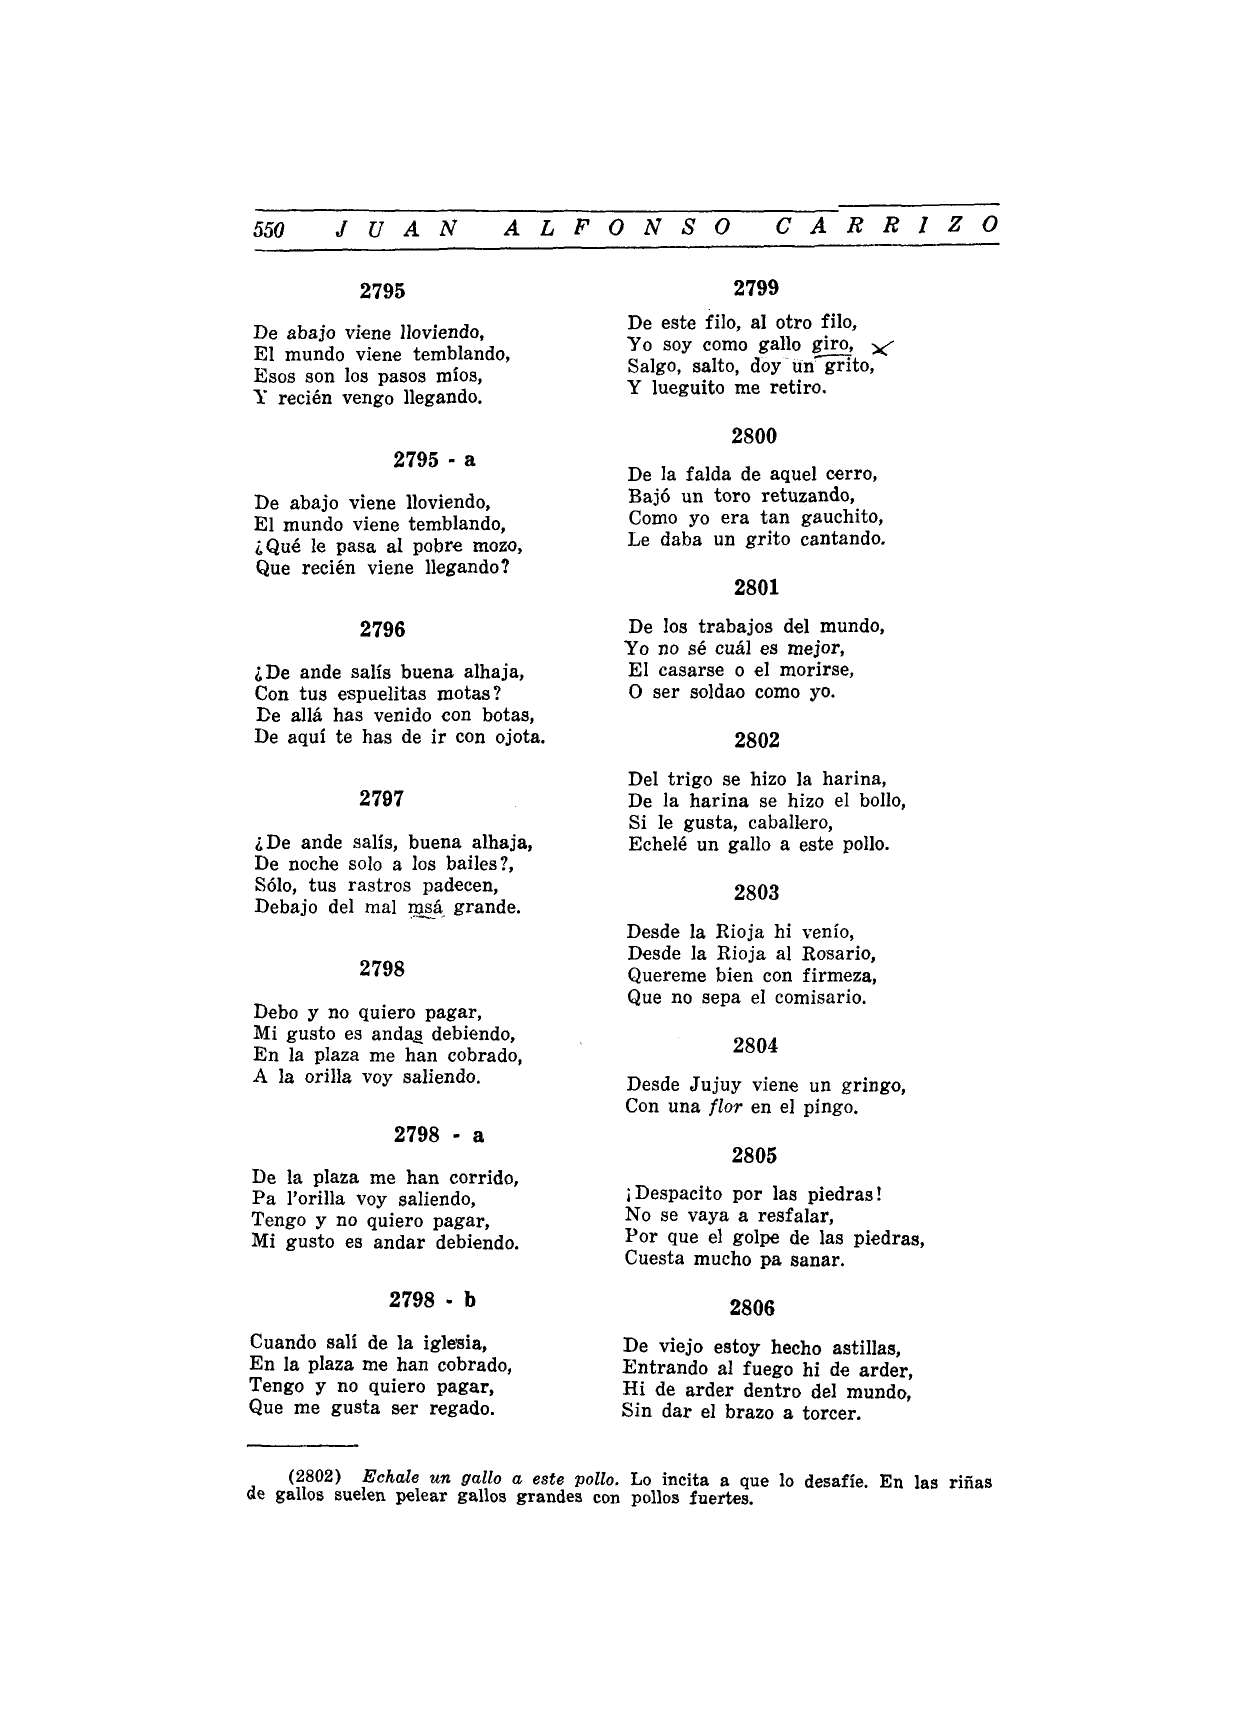 550 JUAN ALFONSO CARRIZO
2795
De abajo viene lloviendo,
El mundo viene temblando,
Esos son los pasos míos,
Y recién vengo llegando.
2795 - a
De abajo viene lloviendo,
El mundo viene temblando,
¿Qué le pasa al pobre mozo,
Que recién viene llegando?
2796
¿De ande salís buena alhaja,
Con tus espuelitas motas?
De allá has venido con botas,
De aquí te has de ir con ojota.
2797
¿De ande salís, buena alhaja,
De noche solo a los bailes?,
Sólo, tus rastros padecen,
Debajo del mal msá grande.
2798
Debo y no quiero pagar,
Mi gusto es andas debiendo,
En la plaza me han cobrado,
A la orilla voy saliendo.
2798 - a
De la plaza me han corrido,
Pa l'orilla voy saliendo,
Tengo y no quiero pagar,
Mi gusto es andar debiendo.
2798 - b
Cuando salí de la iglesia,
En la plaza me han cobrado,
Tengo y no quiero pagar,
Que me gusta ser regado.
2799
De este filo, al otro filo,
Yo soy como gallo giro,
Salgo, salto, doy un grito,
Y lueguito me retiro.
2800
De la falda de aquel cerro,
Bajó un toro retuzando,
Como yo era tan gauchito,
Le daba un grito cantando.
2801
De los trabajos del mundo,
Yo no sé cuál es mejor,
El casarse o el morirse,
O ser soldao como yo.
2802
Del trigo se hizo la harina,
De la harina se hizo el bollo,
Si le gusta, caballero,
Echelé un gallo a este pollo.
2803
Desde la Rioja hi venío,
Desde la Rioja al Rosario,
Quereme bien con firmeza,
Que no sepa el comisario.
2804
Desde Jujuy viene un gringo,
Con una flor en el pingo.
2805
¡Despacito por las piedras!
No se vaya a resfalar,
Por que el golpe de las piedras,
Cuesta mucho pa sanar.
2806
De viejo estoy hecho astillas,
Entrando al fuego hi de arder,
Hi de arder dentro del mundo,
Sin dar el brazo a torcer.
(2802) Echale un gallo a este pollo. Lo incita a que lo desafíe. En las riñas
de gallos suelen pelear gallos grandes con pollos fuertes.